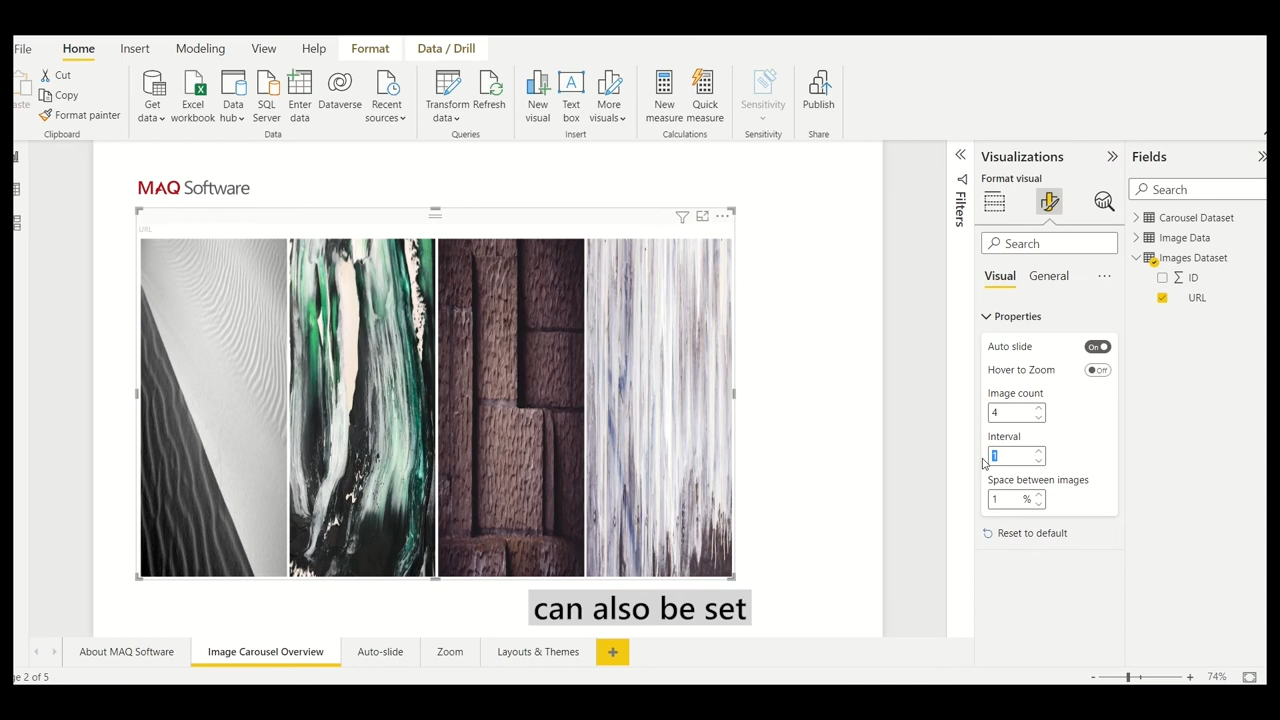 File Home Insert Modeling View Help Format Data / Drill
Cut
Copy
Format painter
Get data
Excel workbook
Data hub
SQL Server
Enter data
Dataverse
Recent sources
Transform data
Refresh
New visual
Text box
More visuals
New measure
Quick measure
Sensitivity
Publish
Clipboard Data Queries Insert Calculations Sensitivity Share
MAQ Software
URL
can also be set
Filters
Visualizations
Format visual
Search
Visual General
Properties
Auto slide On
Hover to Zoom Off
Image count
4
Interval
1
Space between images
1 %
Reset to default
Fields
Search
Carousel Dataset
Image Data
Images Dataset
ID
URL
About MAQ Software Image Carousel Overview Auto-slide Zoom Layouts & Themes
2 of 5
- + 74%